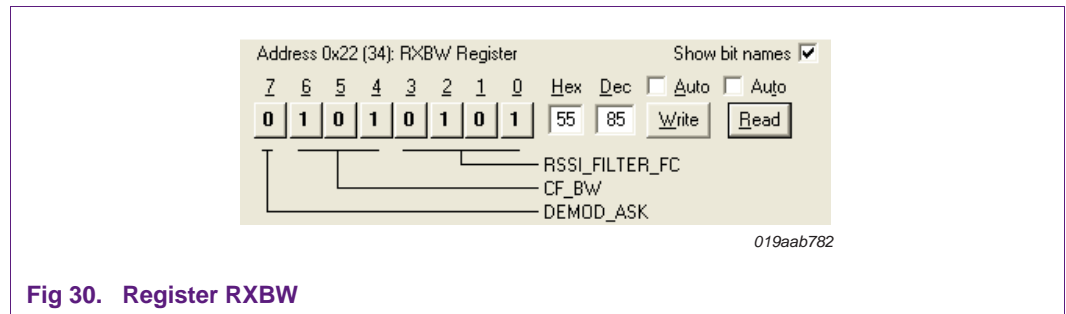 Address 0x22 (34): RXBW Register Show bit names
7 6 5 4 3 2 1 0 Hex Dec Auto Auto
0 1 0 1 0 1 0 1 55 85 Write Read
RSSI_FILTER_FC
CF_BW
DEMOD_ASK
019aab782
Fig 30. Register RXBW